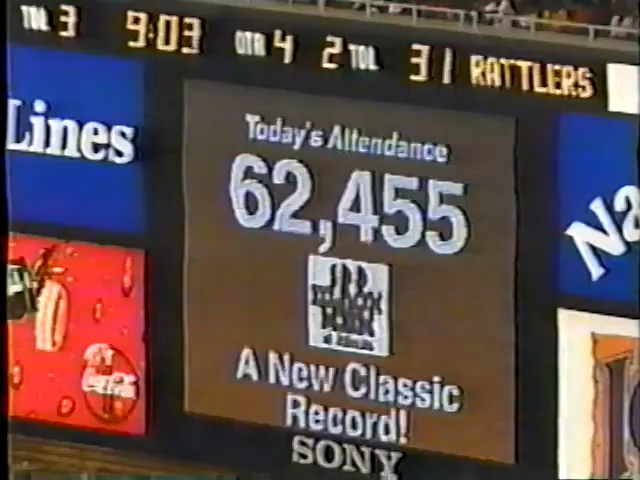 TOL 3 9:03 QTR 4 2 TOL 31 RATTLERS
Lines
Today's Attendance
62,455
A New Classic
Record!
SONY
Na
Coca-Cola